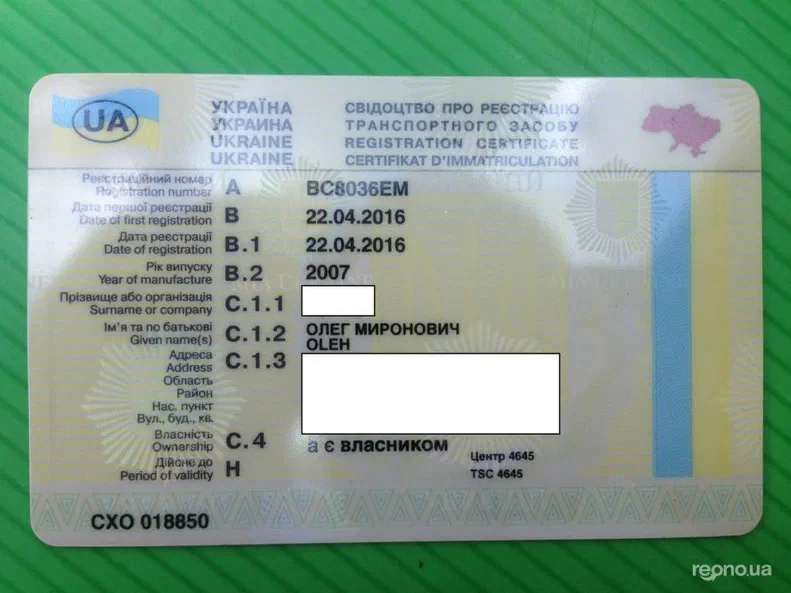 UA
УКРАЇНА
УКРАИНА
UKRAINE
UKRAINE
СВІДОЦТВО ПРО РЕЄСТРАЦІЮ
ТРАНСПОРТНОГО ЗАСОБУ
REGISTRATION CERTIFICATE
CERTIFIKAT D'IMMATRICULATION
Реєстраційний номер
Registration number A BC8036EM
Дата першої реєстрації
Date of first registration B 22.04.2016
Дата реєстрації
Date of registration B.1 22.04.2016
Рік випуску
Year of manufacture B.2 2007
Прізвище або організація
Surname or company C.1.1
Ім'я та по батькові
Given name(s) C.1.2 ОЛЕГ МИРОНОВИЧ
OLEH
Адреса
Address C.1.3
Область
Район
Нас. пункт
Вул., буд., кв.
Власність
Ownership C.4 а є власником
Дійсне до
Period of validity H
Центр 4645
TSC 4645
CXO 018850
repno.ua